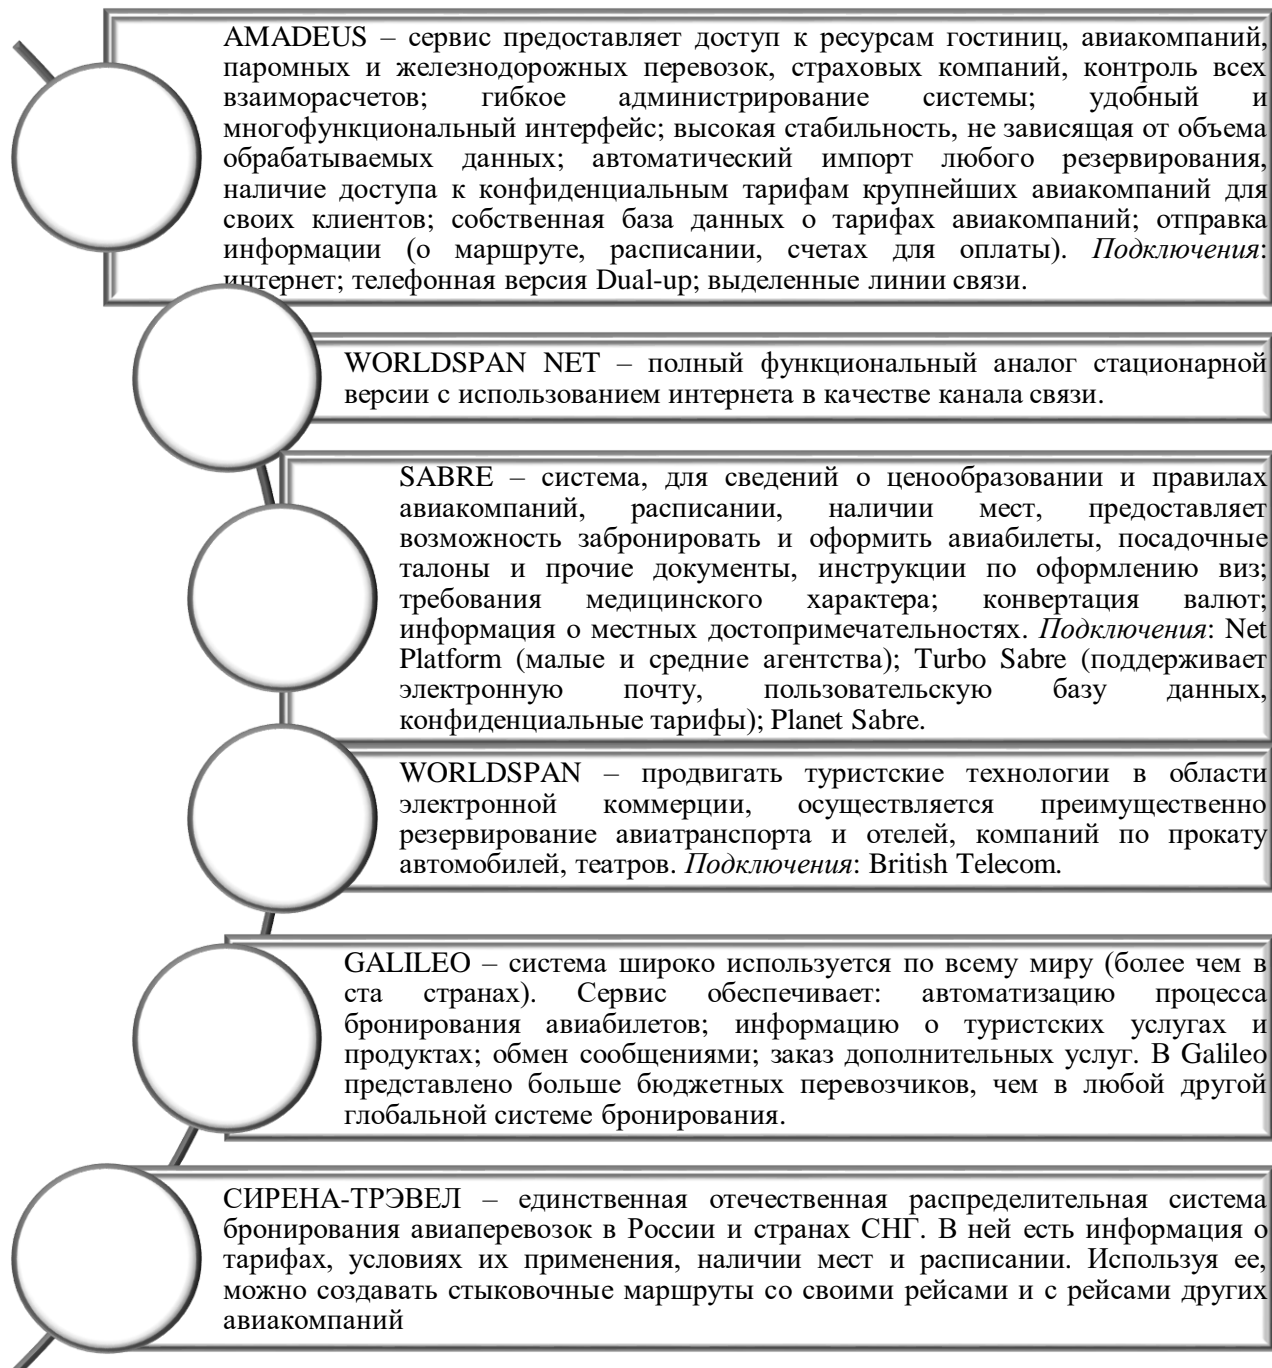 AMADEUS – сервис предоставляет доступ к ресурсам гостиниц, авиакомпаний,
паромных и железнодорожных перевозок, страховых компаний, контроль всех
взаиморасчетов; гибкое администрирование системы; удобный и
многофункциональный интерфейс; высокая стабильность, не зависящая от объема
обрабатываемых данных; автоматический импорт любого резервирования,
наличие доступа к конфиденциальным тарифам крупнейших авиакомпаний для
своих клиентов; собственная база данных о тарифах авиакомпаний; отправка
информации (о маршруте, расписании, счетах для оплаты). Подключения:
интернет; телефонная версия Dual-up; выделенные линии связи.
WORLDSPAN NET – полный функциональный аналог стационарной
версии с использованием интернета в качестве канала связи.
SABRE – система, для сведений о ценообразовании и правилах
авиакомпаний, расписании, наличии мест, предоставляет
возможность забронировать и оформить авиабилеты, посадочные
талоны и прочие документы, инструкции по оформлению виз;
требования медицинского характера; конвертация валют;
информация о местных достопримечательностях. Подключения: Net
Platform (малые и средние агентства); Turbo Sabre (поддерживает
электронную почту, пользовательскую базу данных,
конфиденциальные тарифы); Planet Sabre.
WORLDSPAN – продвигать туристские технологии в области
электронной коммерции, осуществляется преимущественно
резервирование авиатранспорта и отелей, компаний по прокату
автомобилей, театров. Подключения: British Telecom.
GALILEO – система широко используется по всему миру (более чем в
ста странах). Сервис обеспечивает: автоматизацию процесса
бронирования авиабилетов; информацию о туристских услугах и
продуктах; обмен сообщениями; заказ дополнительных услуг. В Galileo
представлено больше бюджетных перевозчиков, чем в любой другой
глобальной системе бронирования.
СИРЕНА-ТРЭВЕЛ – единственная отечественная распределительная система
бронирования авиаперевозок в России и странах СНГ. В ней есть информация о
тарифах, условиях их применения, наличии мест и расписании. Используя ее,
можно создавать стыковочные маршруты со своими рейсами и с рейсами других
авиакомпаний